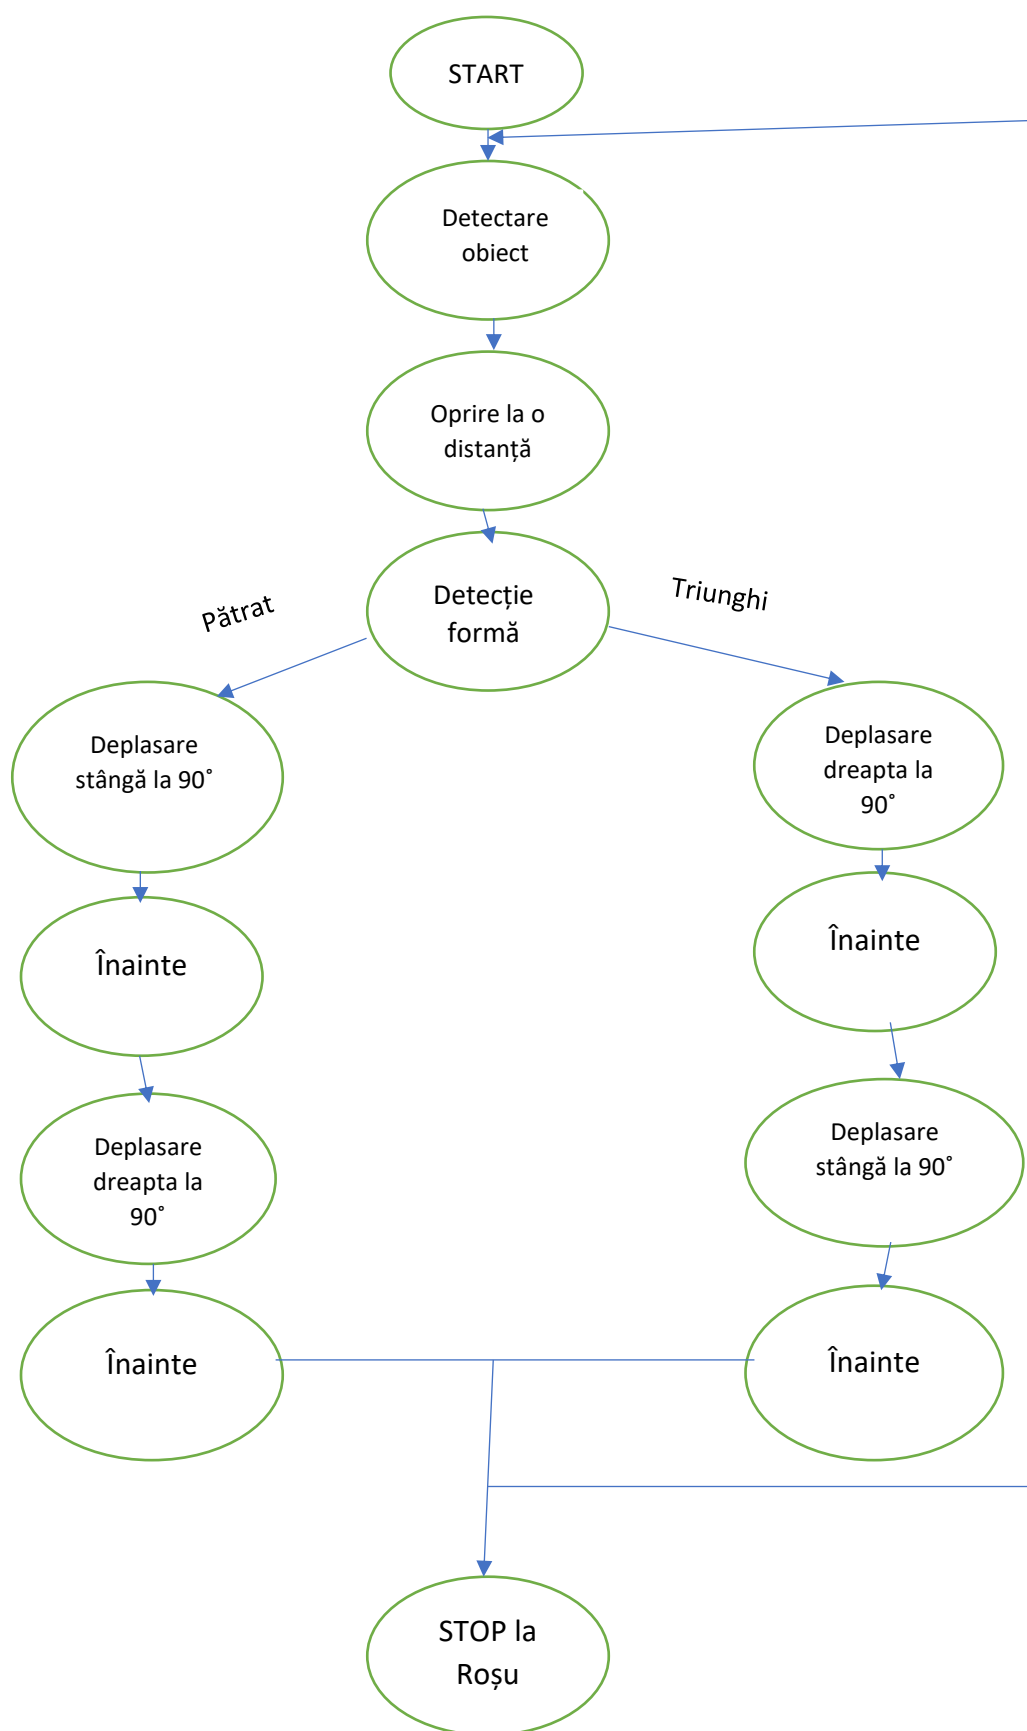 START
Detectare
obiect
Oprire la o
distanță
Detecție
formă
Pătrat
Triunghi
Deplasare
stângă la 90˚
Deplasare
dreapta la
90˚
Înainte
Înainte
Deplasare
dreapta la
90˚
Deplasare
stângă la 90˚
Înainte
Înainte
STOP la
Roșu